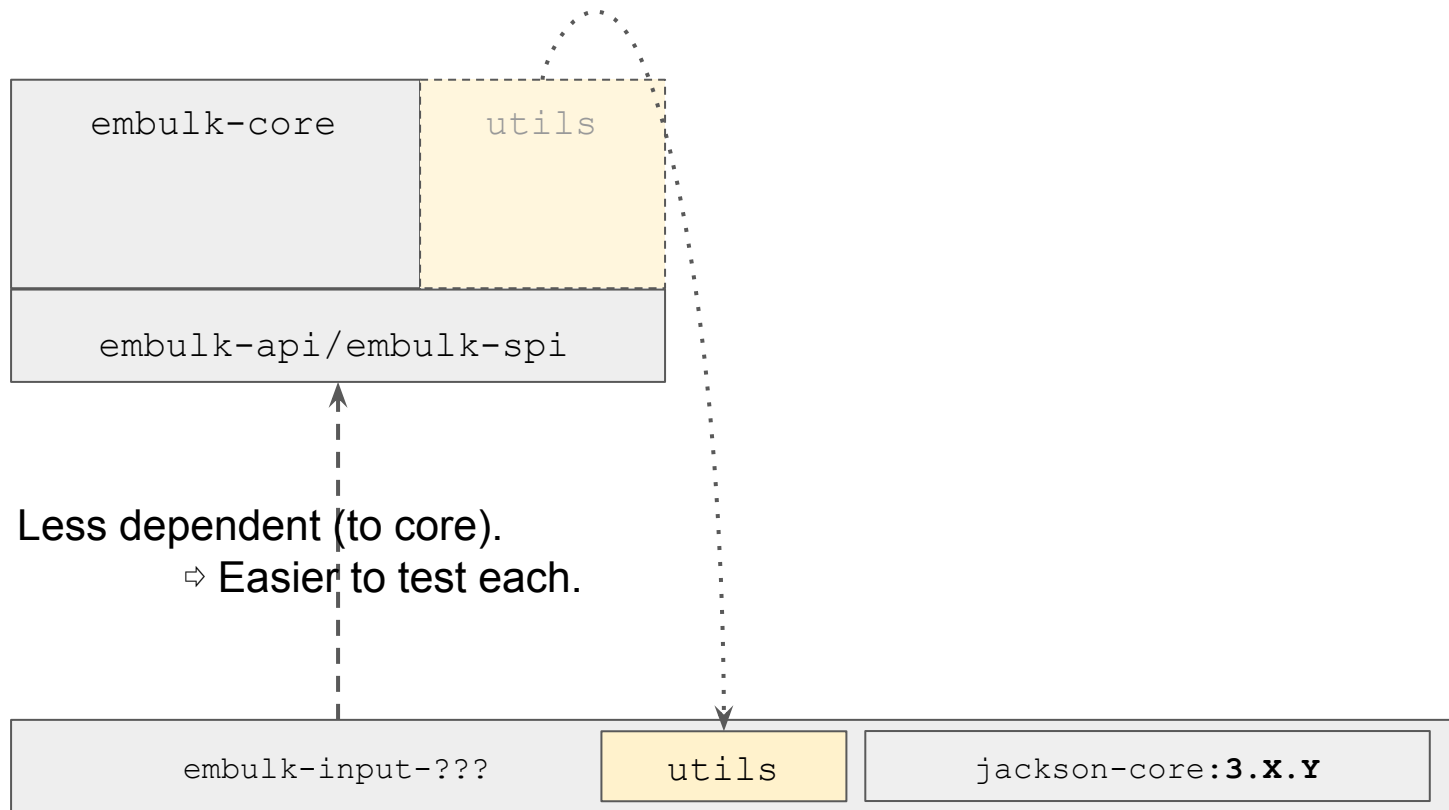 embulk-core
utils
embulk-api/embulk-spi
Less dependent (to core).
⇨ Easier to test each.
embulk-input-???
utils
jackson-core:3.X.Y